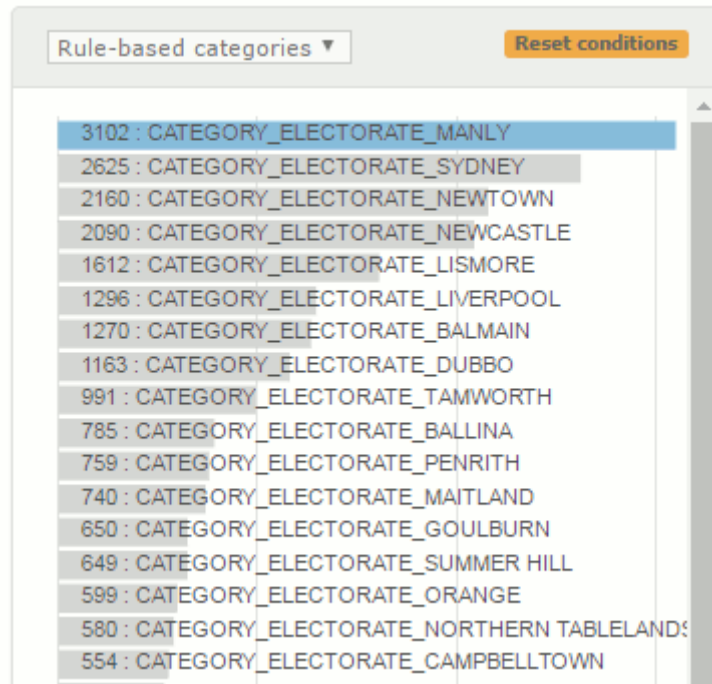 Rule-based categories ▼
Reset conditions
3102 : CATEGORY_ELECTORATE_MANLY
2625 : CATEGORY_ELECTORATE_SYDNEY
2160 : CATEGORY_ELECTORATE_NEWTOWN
2090 : CATEGORY_ELECTORATE_NEWCASTLE
1612 : CATEGORY_ELECTORATE_LISMORE
1296 : CATEGORY_ELECTORATE_LIVERPOOL
1270 : CATEGORY_ELECTORATE_BALMAIN
1163 : CATEGORY_ELECTORATE_DUBBO
991 : CATEGORY_ELECTORATE_TAMWORTH
785 : CATEGORY_ELECTORATE_BALLINA
759 : CATEGORY_ELECTORATE_PENRITH
740 : CATEGORY_ELECTORATE_MAITLAND
650 : CATEGORY_ELECTORATE_GOULBURN
649 : CATEGORY_ELECTORATE_SUMMER HILL
599 : CATEGORY_ELECTORATE_ORANGE
580 : CATEGORY_ELECTORATE_NORTHERN TABLELANDS
554 : CATEGORY_ELECTORATE_CAMPBELLTOWN